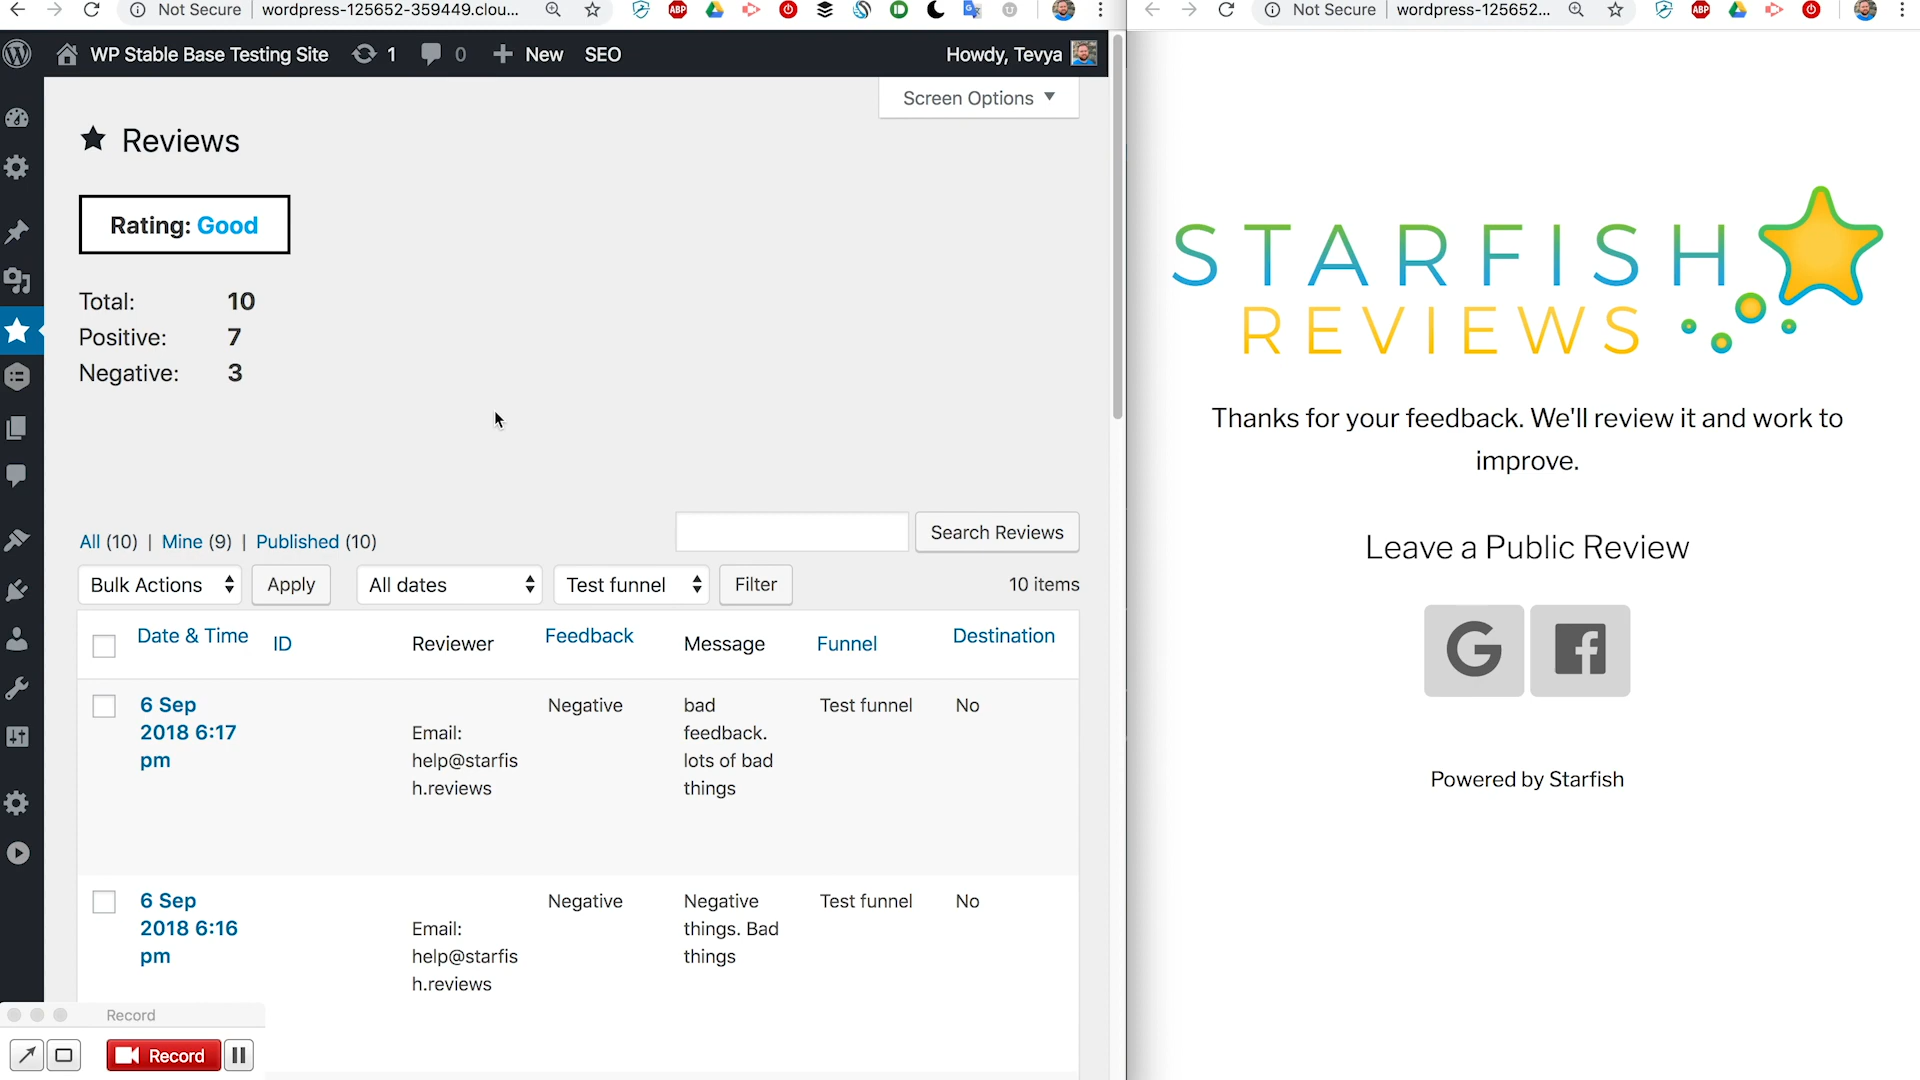 Not Secure
wordpress-125652-359449.clou...
ABP
WP Stable Base Testing Site
1
0
New
SEO
Howdy, Tevya
Screen Options
Reviews
Rating: Good
Total: 10
Positive: 7
Negative: 3
All (10) | Mine (9) | Published (10)
Search Reviews
Bulk Actions
Apply
All dates
Test funnel
Filter
10 items
Date & Time
ID
Reviewer
Feedback
Message
Funnel
Destination
6 Sep
2018 6:17
pm
Email:
help@starfis
h.reviews
Negative
bad
feedback.
lots of bad
things
Test funnel
No
6 Sep
2018 6:16
pm
Email:
help@starfis
h.reviews
Negative
Negative
things. Bad
things
Test funnel
No
Record
Record
Not Secure
wordpress-125652...
ABP
STARFISH
REVIEWS
Thanks for your feedback. We'll review it and work to
improve.
Leave a Public Review
G
f
Powered by Starfish